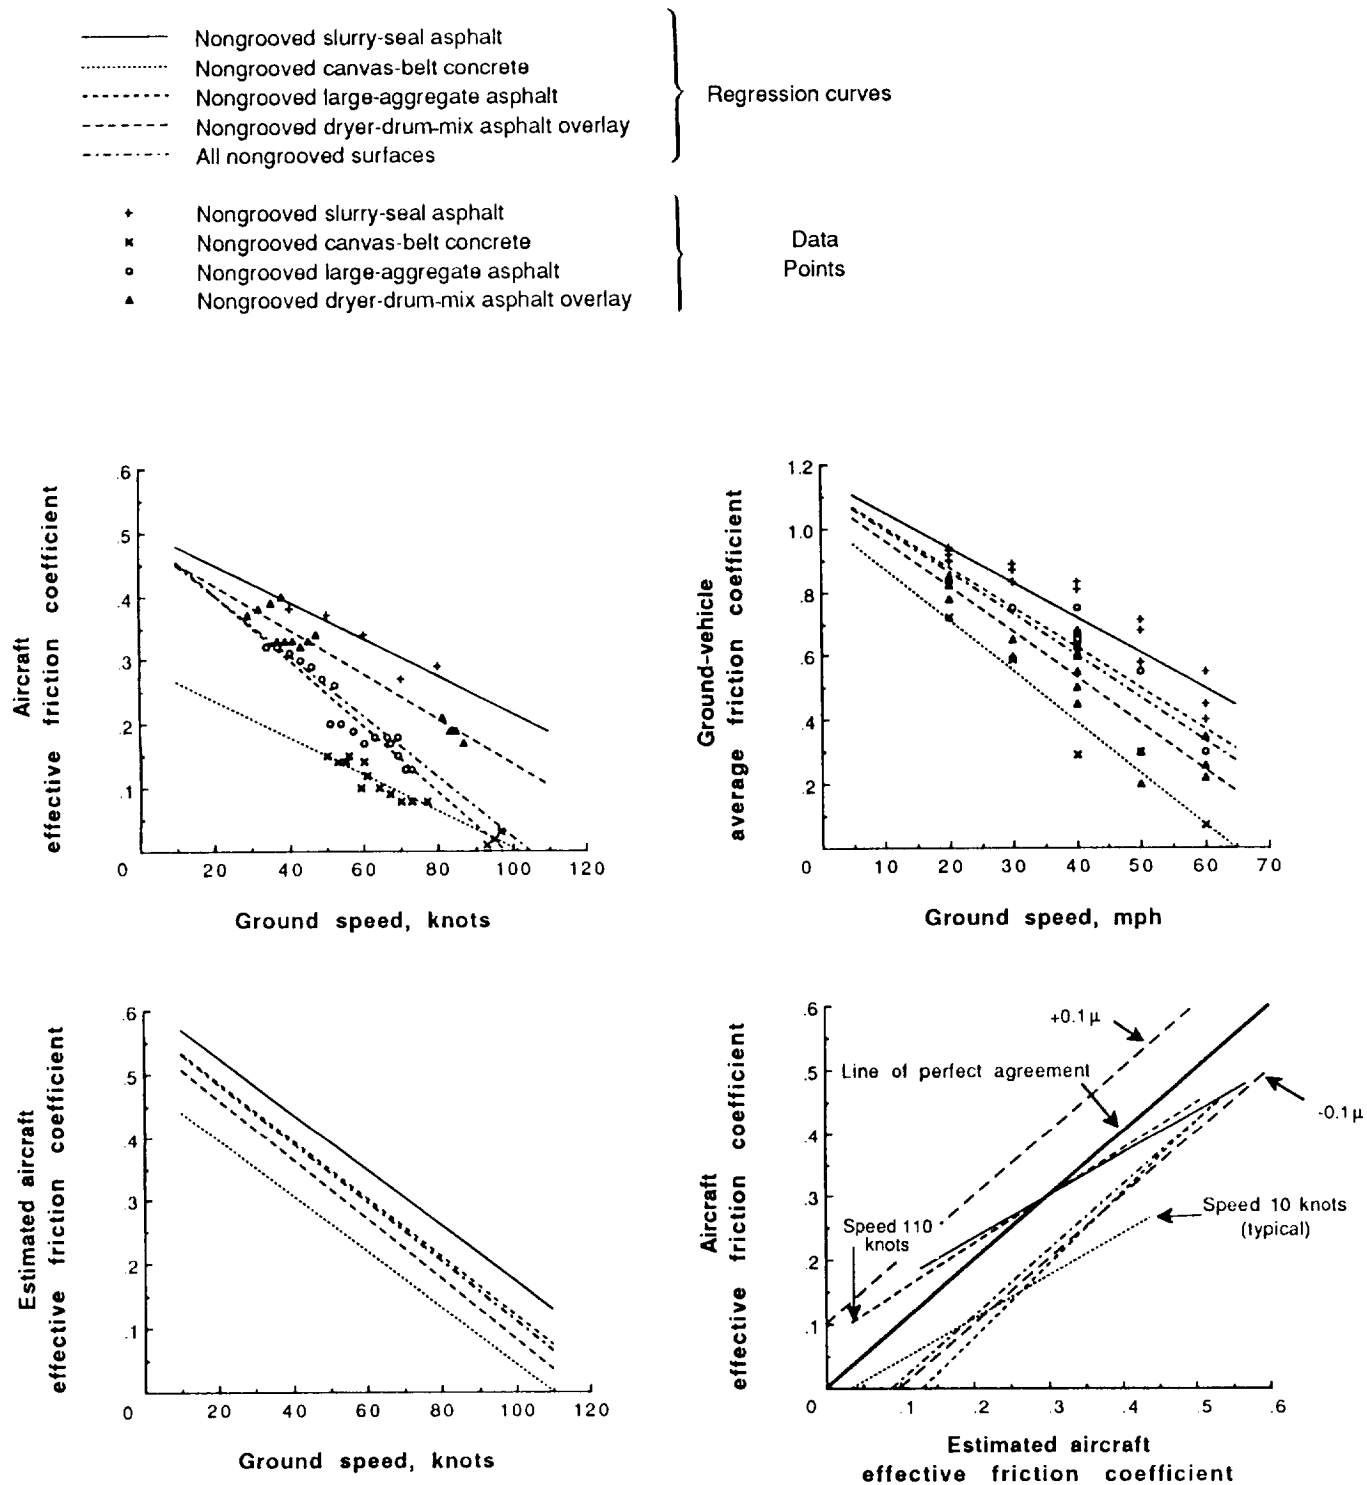 Nongrooved slurry-seal asphalt
Nongrooved canvas-belt concrete
Nongrooved large-aggregate asphalt
Nongrooved dryer-drum-mix asphalt overlay
All nongrooved surfaces
Regression curves
Nongrooved slurry-seal asphalt
Nongrooved canvas-belt concrete
Nongrooved large-aggregate asphalt
Nongrooved dryer-drum-mix asphalt overlay
Data
Points
Aircraft
effective friction coefficient
.6
.5
.4
.3
.2
.1
0 20 40 60 80 100 120
Ground speed, knots
Ground-vehicle
average friction coefficient
1.2
1.0
.8
.6
.4
.2
0 10 20 30 40 50 60 70
Ground speed, mph
Estimated aircraft
effective friction coefficient
.6
.5
.4
.3
.2
.1
0 20 40 60 80 100 120
Ground speed, knots
Aircraft
effective friction coefficient
.6
.5
.4
.3
.2
.1
+0.1 μ
Line of perfect agreement
-0.1 μ
Speed 110
knots
Speed 10 knots
(typical)
0 .1 .2 .3 .4 .5 .6
Estimated aircraft
effective friction coefficient